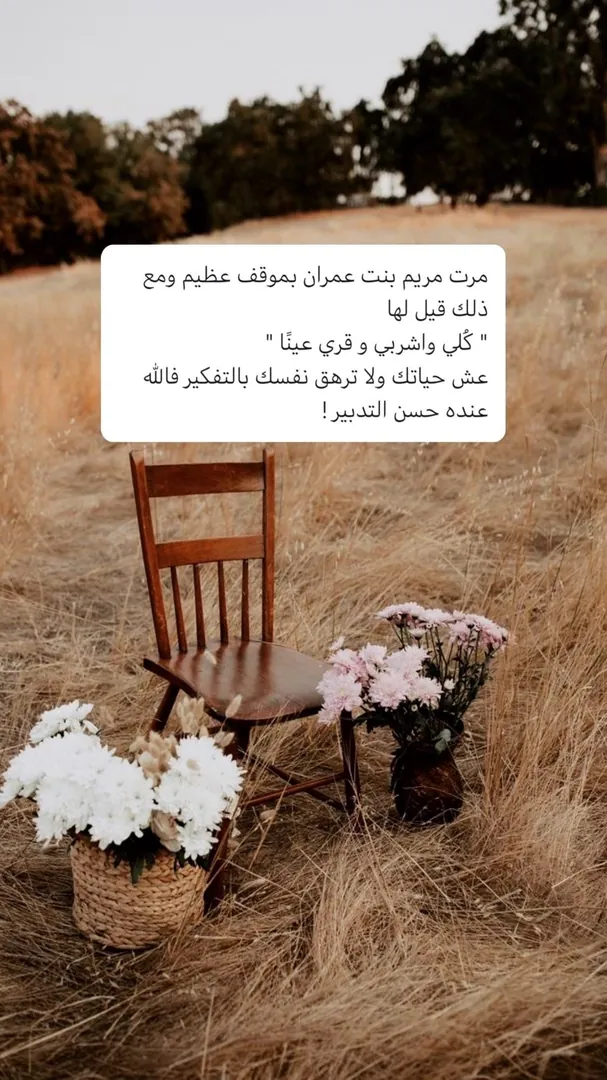 مرت مريم بنت عمران بموقف عظيم ومع
ذلك قيل لها
" كُلي واشربي و قري عينًا "
عش حياتك ولا ترهق نفسك بالتفكير فالله
عنده حسن التدبير !